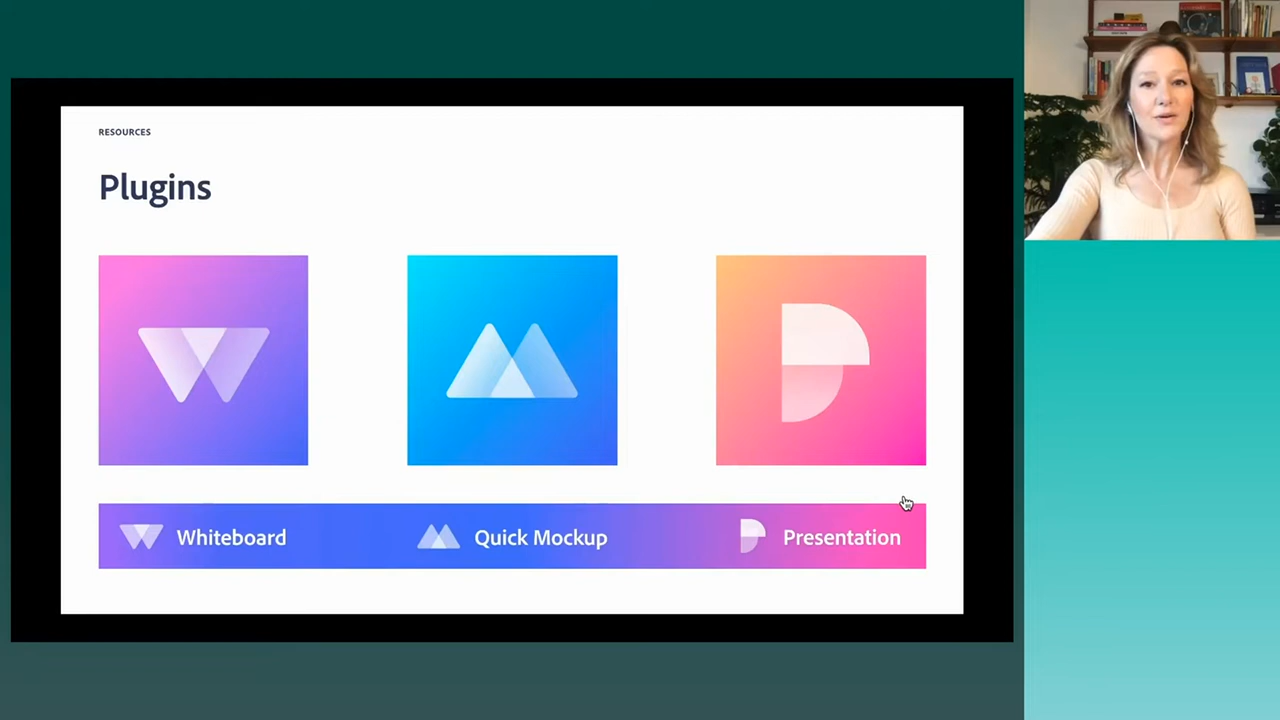 RESOURCES
Plugins
Whiteboard
Quick Mockup
Presentation